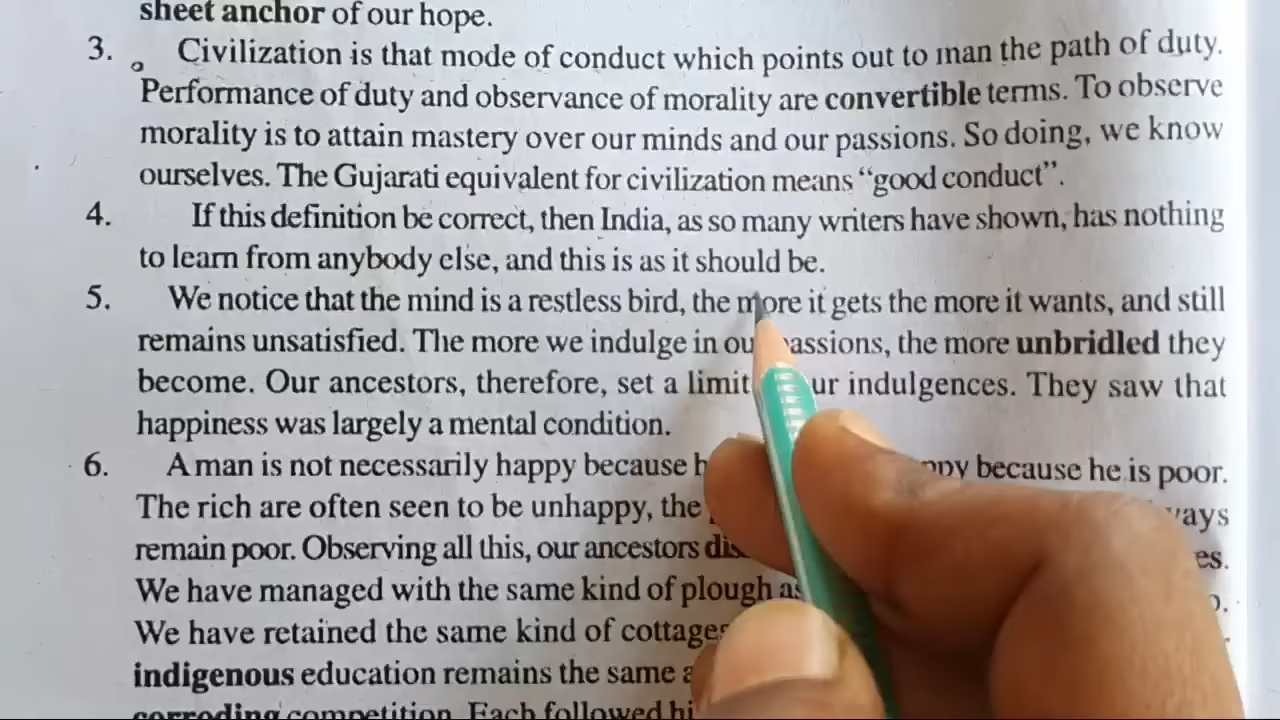 sheet anchor of our hope.
3. Civilization is that mode of conduct which points out to man the path of duty.
Performance of duty and observance of morality are convertible terms. To observe
morality is to attain mastery over our minds and our passions. So doing, we know
ourselves. The Gujarati equivalent for civilization means “good conduct”.
4. If this definition be correct, then India, as so many writers have shown, has nothing
to learn from anybody else, and this is as it should be.
5. We notice that the mind is a restless bird, the more it gets the more it wants, and still
remains unsatisfied. The more we indulge in our passions, the more unbridled they
become. Our ancestors, therefore, set a limit our indulgences. They saw that
happiness was largely a mental condition.
6. A man is not necessarily happy because because he is poor.
The rich are often seen to be unhappy, the
remain poor. Observing all this, our ancestors
We have managed with the same kind of plough as
We have retained the same kind of cottages
indigenous education remains the same
corroding competition. Each followed